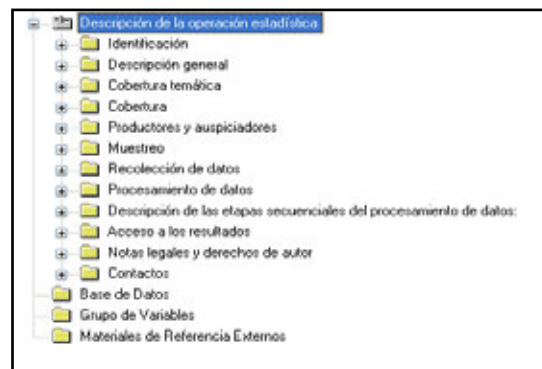 Descripción de la operación estadística
Identificación
Descripción general
Cobertura temática
Cobertura
Productores y auspiciadores
Muestreo
Recolección de datos
Procesamiento de datos
Descripción de las etapas secuenciales del procesamiento de datos:
Acceso a los resultados
Notas legales y derechos de autor
Contactos
Base de Datos
Grupo de Variables
Materiales de Referencia Externos